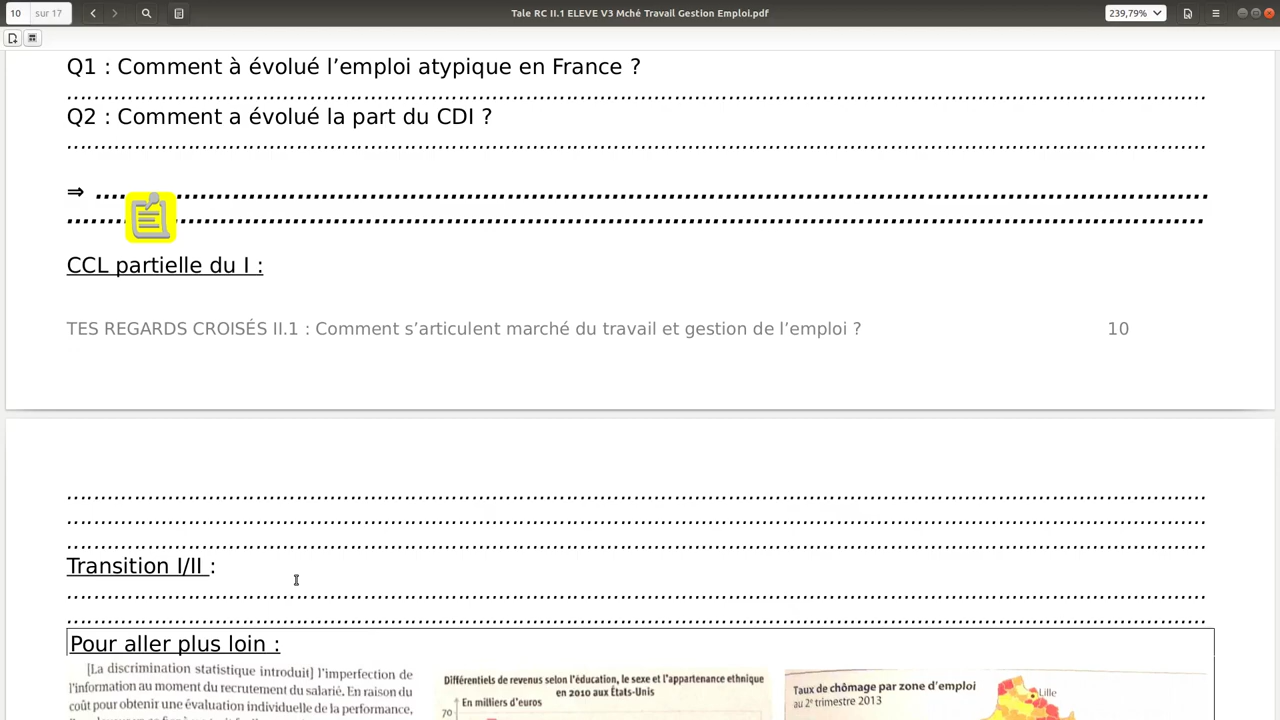 10 sur 17
Tale RC II.1 ELEVE V3 Mché Travail Gestion Emploi.pdf
239,79%
Q1 : Comment à évolué l’emploi atypique en France ?
Q2 : Comment a évolué la part du CDI ?
⇒
CCL partielle du I :
TES REGARDS CROISÉS II.1 : Comment s’articulent marché du travail et gestion de l’emploi ? 10
Transition I/II :
Pour aller plus loin :
[La discrimination statistique introduit] l’imperfection de
l’information au moment du recrutement du salarié. En raison du
coût pour obtenir une évaluation individuelle de la performance,
Différentiels de revenus selon l’éducation, le sexe et l’appartenance ethnique
en 2010 aux États-Unis
En milliers d’euros
70
Taux de chômage par zone d’emploi
au 2e trimestre 2013
Lille